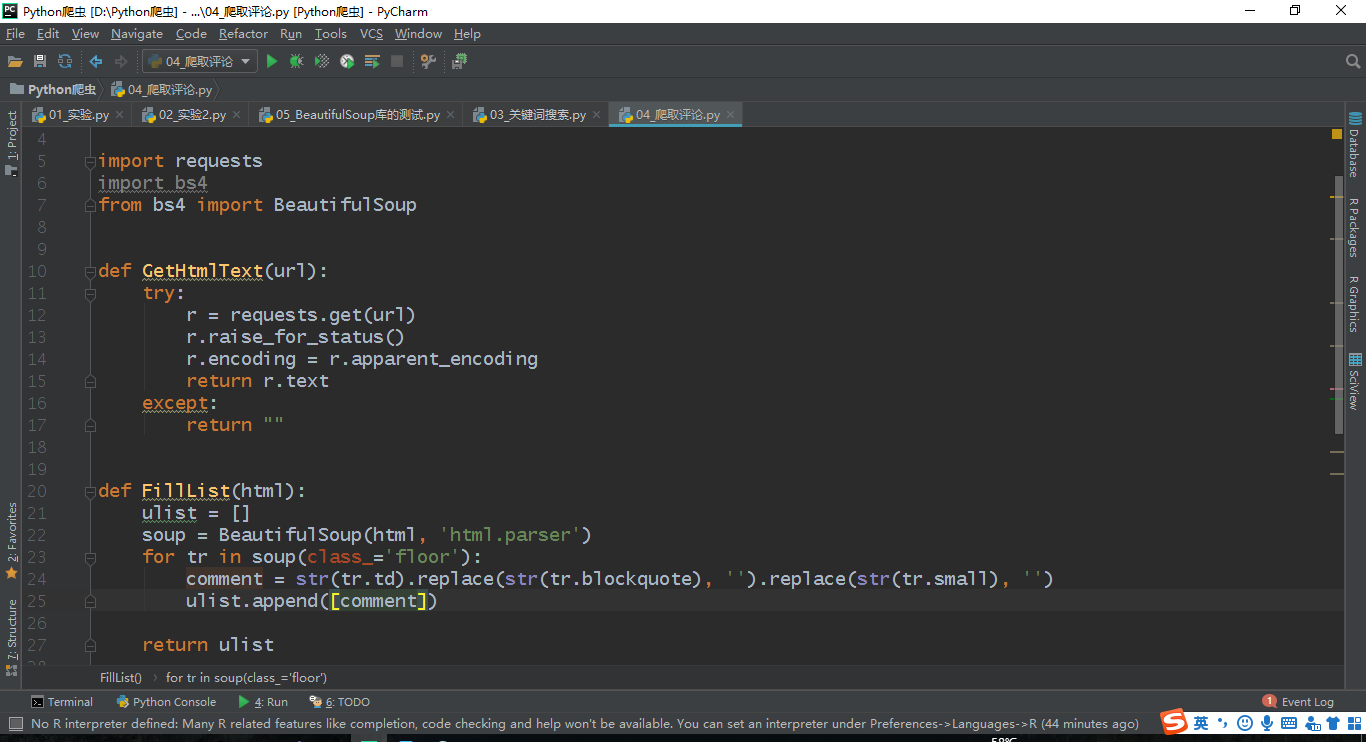 Python爬虫 [D:\Python爬虫] - ...\04_爬取评论.py [Python爬虫] - PyCharm
File Edit View Navigate Code Refactor Run Tools VCS Window Help
04_爬取评论
Python爬虫 04_爬取评论.py
01_实验.py 02_实验2.py 05_BeautifulSoup库的测试.py 03_关键词搜索.py 04_爬取评论.py
1: Project
2: Favorites
7: Structure
4
5 import requests
6 import bs4
7 from bs4 import BeautifulSoup
8
9
10 def GetHtmlText(url):
11 try:
12 r = requests.get(url)
13 r.raise_for_status()
14 r.encoding = r.apparent_encoding
15 return r.text
16 except:
17 return ""
18
19
20 def FillList(html):
21 ulist = []
22 soup = BeautifulSoup(html, 'html.parser')
23 for tr in soup(class_='floor'):
24 comment = str(tr.td).replace(str(tr.blockquote), '').replace(str(tr.small), '')
25 ulist.append([comment])
26
27 return ulist
28
Database
R Packages
R Graphics
SciView
FillList() for tr in soup(class_='floor')
Terminal Python Console 4: Run 6: TODO 1 Event Log
No R interpreter defined: Many R related features like completion, code checking and help won't be available. You can set an interpreter under Preferences->Languages->R (44 minutes ago)
英